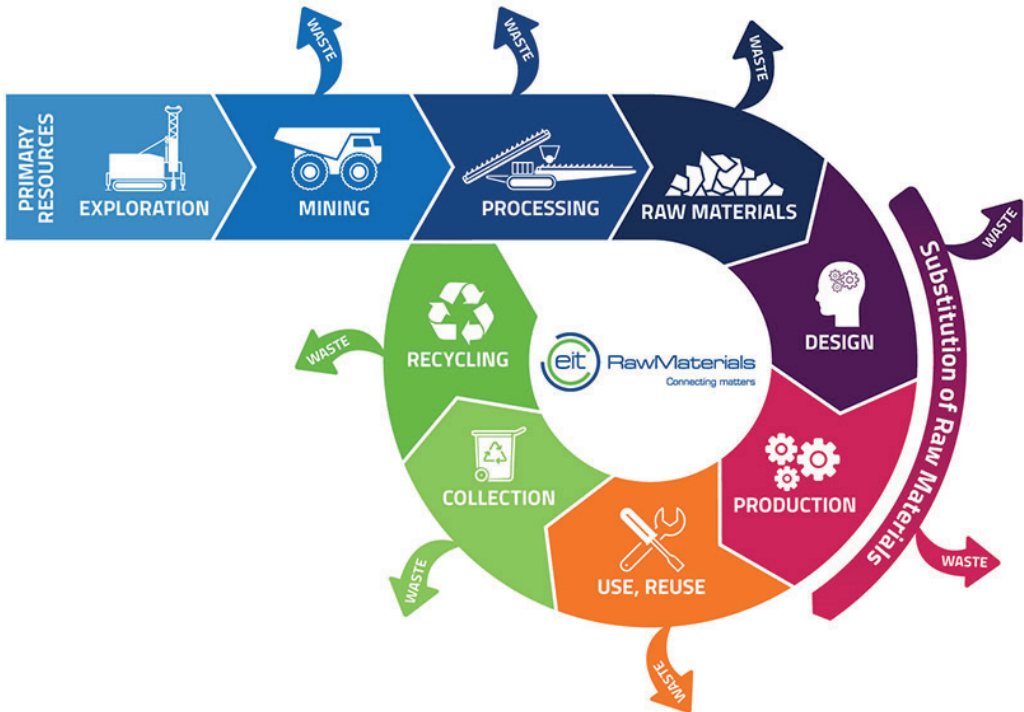 PRIMARY
RESOURCES
EXPLORATION
WASTE
MINING
WASTE
PROCESSING
WASTE
RAW MATERIALS
WASTE
DESIGN
Substitution of Raw Materials
WASTE
PRODUCTION
WASTE
USE, REUSE
WASTE
COLLECTION
WASTE
RECYCLING
eit RawMaterials
Connecting matters